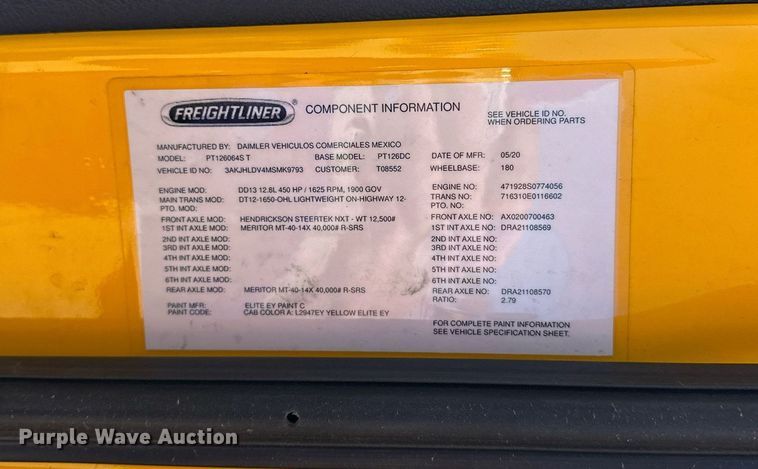 FREIGHTLINER® COMPONENT INFORMATION
SEE VEHICLE ID NO.
WHEN ORDERING PARTS
MANUFACTURED BY: DAIMLER VEHICULOS COMERCIALES MEXICO
MODEL: PT126064S T BASE MODEL: PT126DC DATE OF MFR: 05/20
VEHICLE ID NO: 3AKJHLDV4MSMK9793 CUSTOMER: T08552 WHEELBASE: 180
ENGINE MOD: DD13 12.8L 450 HP / 1625 RPM, 1900 GOV ENGINE NO: 471928S0774056
MAIN TRANS MOD: DT12-1650-OHL LIGHTWEIGHT ON-HIGHWAY 12- TRANS NO: 716310E0116602
PTO. MOD: PTO. NO:
FRONT AXLE MOD: HENDRICKSON STEERTEK NXT - WT 12,500# FRONT AXLE NO: AX0200700463
1ST INT AXLE MOD: MERITOR MT-40-14X 40,000# R-SRS 1ST INT AXLE NO: DRA21108569
2ND INT AXLE MOD: 2ND INT AXLE NO:
3RD INT AXLE MOD: 3RD INT AXLE NO:
4TH INT AXLE MOD: 4TH INT AXLE NO:
5TH INT AXLE MOD: 5TH INT AXLE NO:
6TH INT AXLE MOD: 6TH INT AXLE NO:
REAR AXLE MOD: MERITOR MT-40-14X 40,000# R-SRS REAR AXLE NO: DRA21108570
RATIO: 2.79
PAINT MFR: ELITE EY PAINT C
PAINT CODE: CAB COLOR A: L2947EY YELLOW ELITE EY
FOR COMPLETE PAINT INFORMATION
SEE VEHICLE SPECIFICATION SHEET.
Purple Wave Auction